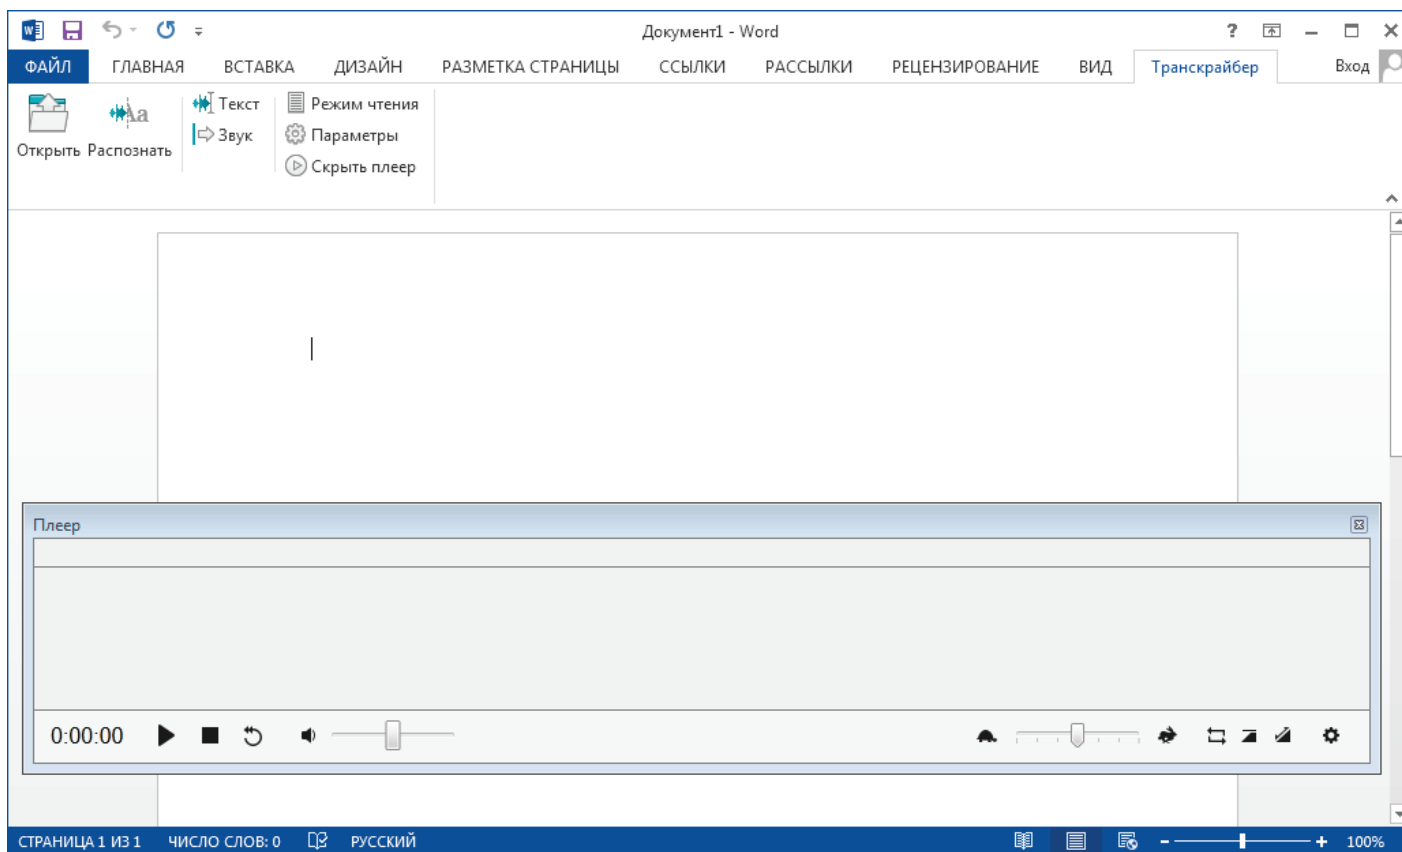 Документ1 - Word
ФАЙЛ ГЛАВНАЯ ВСТАВКА ДИЗАЙН РАЗМЕТКА СТРАНИЦЫ ССЫЛКИ РАССЫЛКИ РЕЦЕНЗИРОВАНИЕ ВИД Транскрайбер Вход
Открыть
Распознать
Текст
Звук
Режим чтения
Параметры
Скрыть плеер
Плеер
0:00:00
СТРАНИЦА 1 ИЗ 1 ЧИСЛО СЛОВ: 0 РУССКИЙ 100%